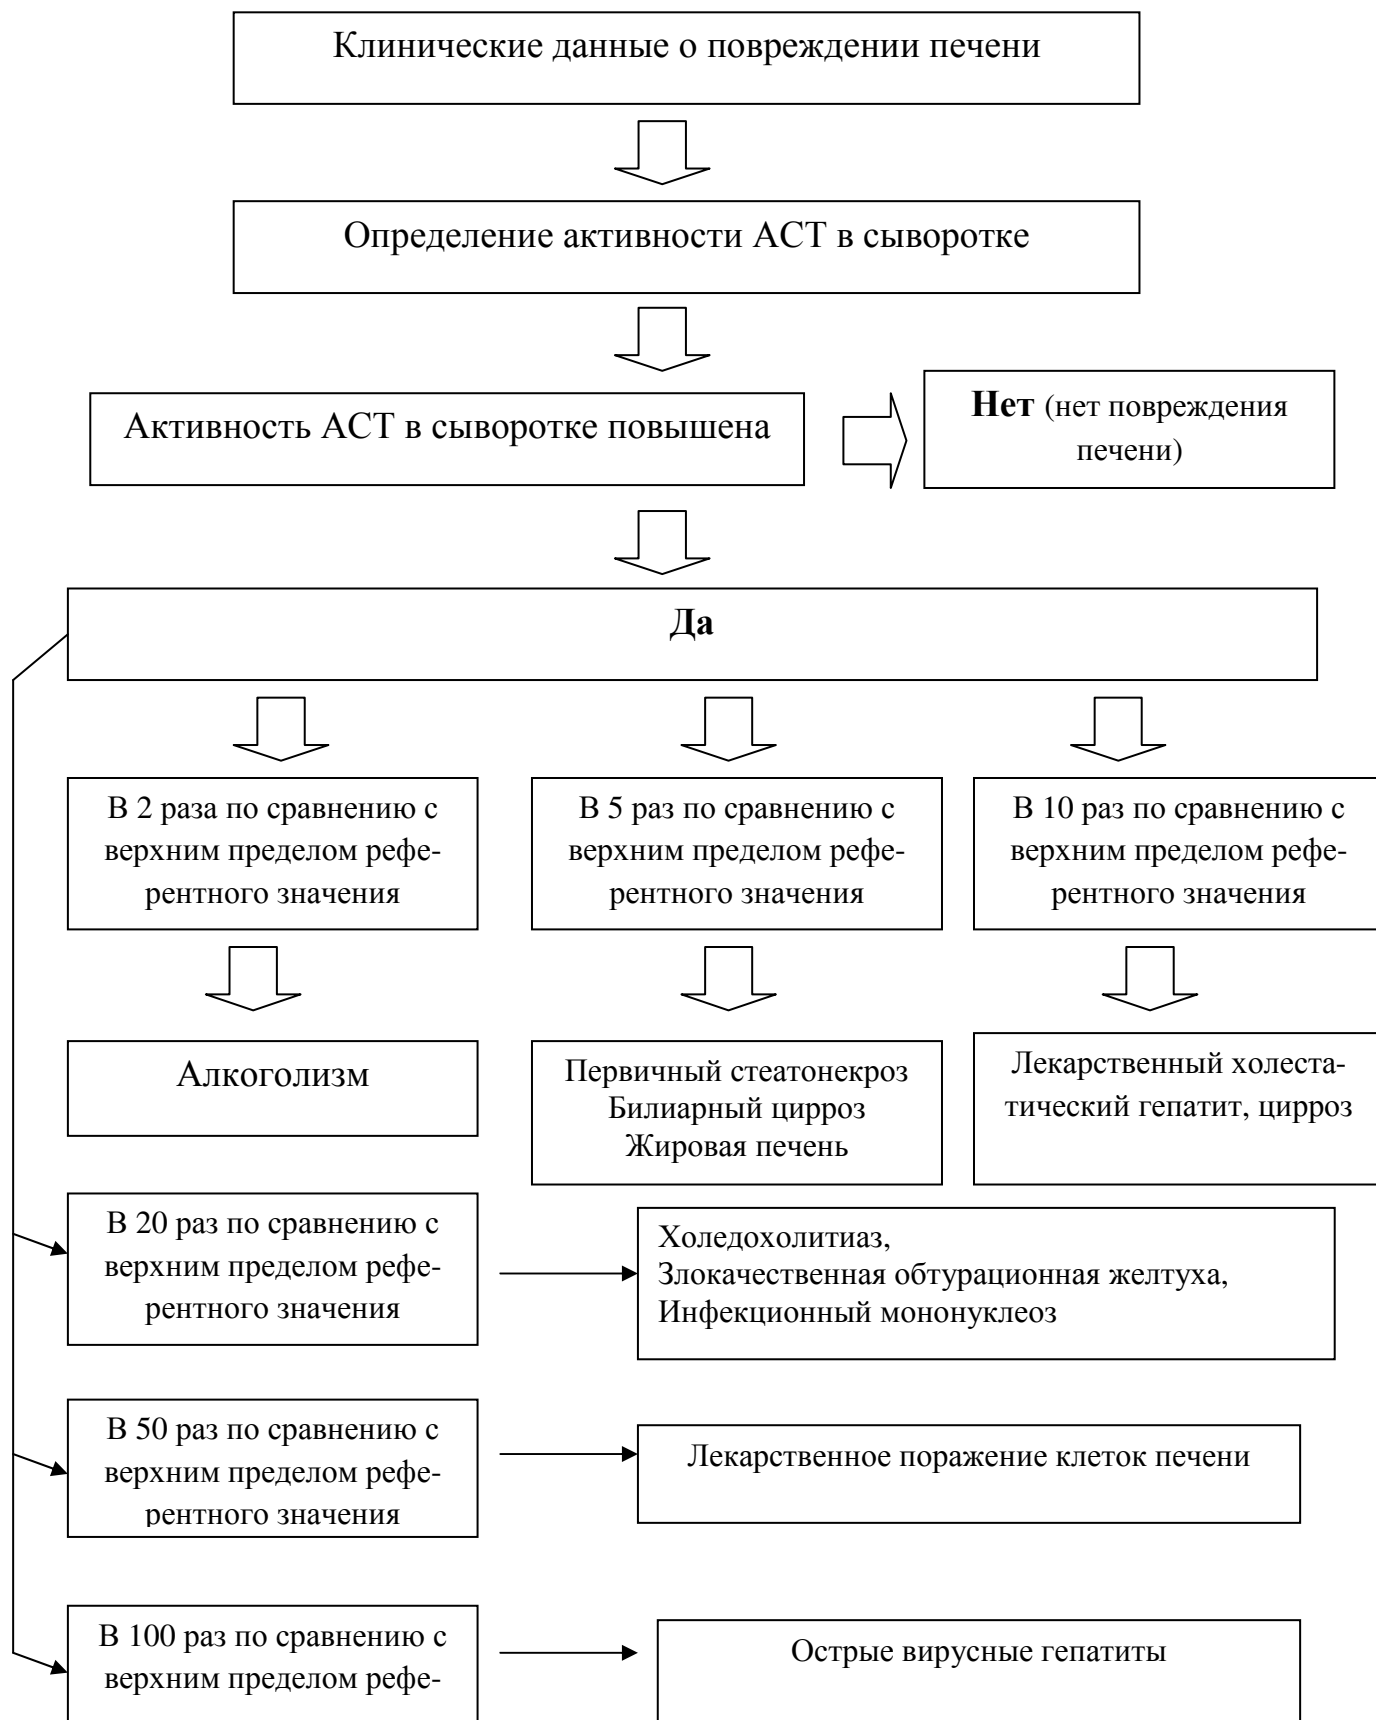 Клинические данные о повреждении печени
Определение активности АСТ в сыворотке
Активность АСТ в сыворотке повышена
Нет (нет повреждения
печени)
Да
В 2 раза по сравнению с
верхним пределом рефе-
рентного значения
В 5 раз по сравнению с
верхним пределом рефе-
рентного значения
В 10 раз по сравнению с
верхним пределом рефе-
рентного значения
Алкоголизм
Первичный стеатонекроз
Билиарный цирроз
Жировая печень
Лекарственный холеста-
тический гепатит, цирроз
В 20 раз по сравнению с
верхним пределом рефе-
рентного значения
Холедохолитиаз,
Злокачественная обтурационная желтуха,
Инфекционный мононуклеоз
В 50 раз по сравнению с
верхним пределом рефе-
рентного значения
Лекарственное поражение клеток печени
В 100 раз по сравнению с
верхним пределом рефе-
Острые вирусные гепатиты